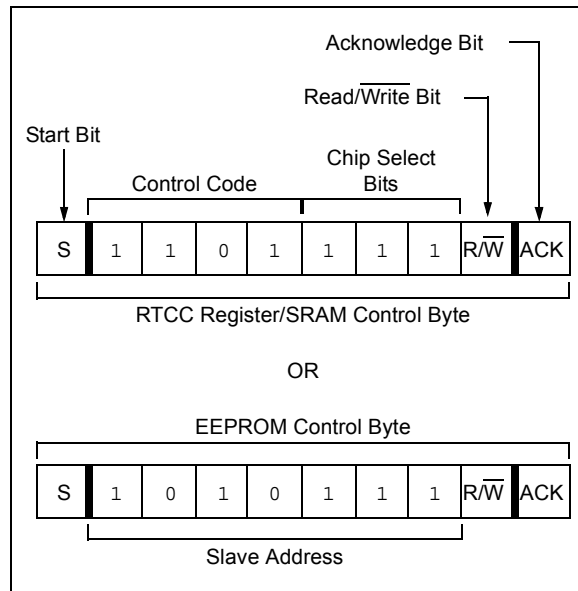 Acknowledge Bit
Read/Write Bit
Start Bit
Chip Select
Bits
Control Code
S 1 1 0 1 1 1 1 R/W ACK
RTCC Register/SRAM Control Byte
OR
EEPROM Control Byte
S 1 0 1 0 1 1 1 R/W ACK
Slave Address